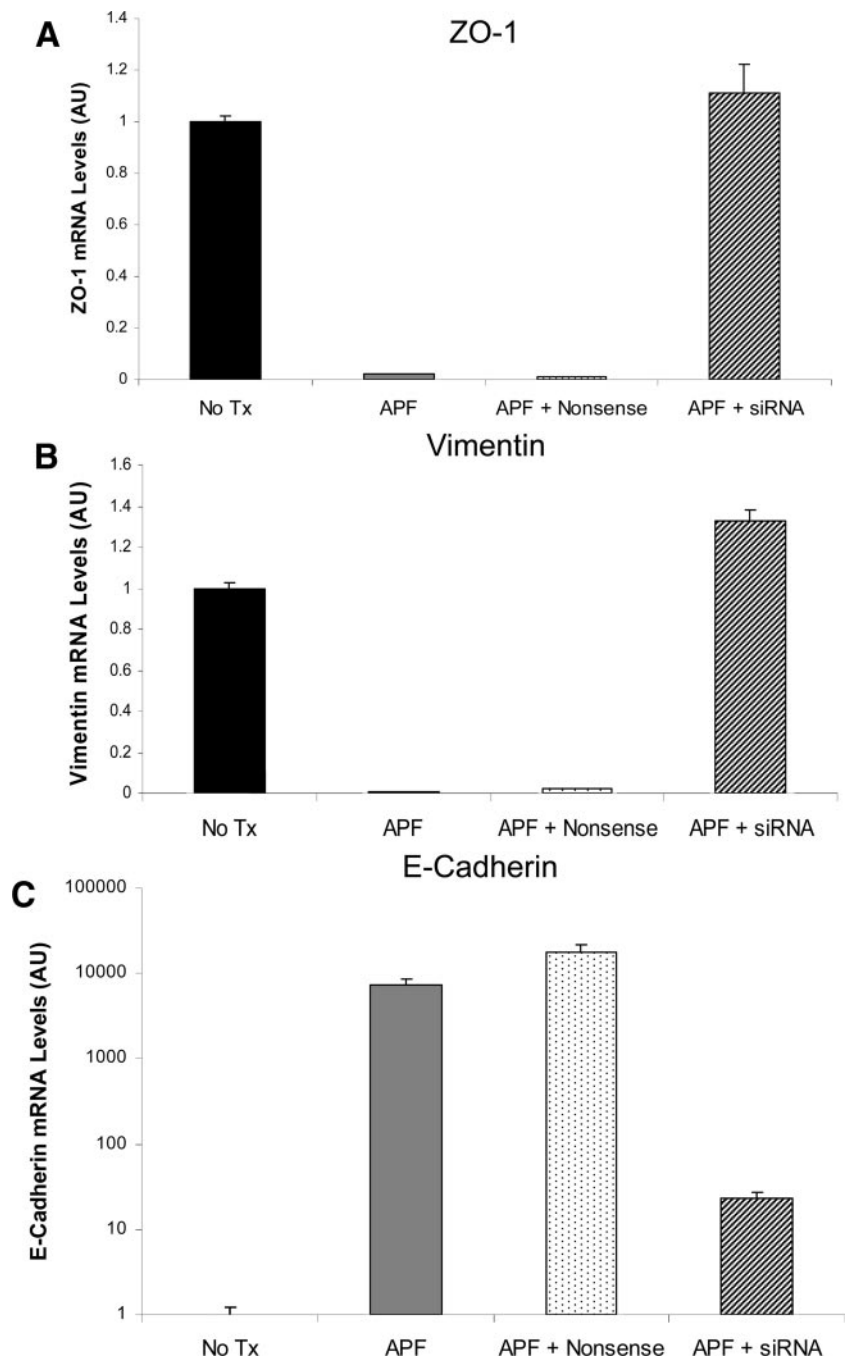 A
ZO-1
ZO-1 mRNA Levels (AU)
1.4
1.2
1
0.8
0.6
0.4
0.2
0
No Tx
APF
APF + Nonsense
APF + siRNA
B
Vimentin
Vimentin mRNA Levels (AU)
1.6
1.4
1.2
1
0.8
0.6
0.4
0.2
0
No Tx
APF
APF + Nonsense
APF + siRNA
C
E-Cadherin
E-Cadherin mRNA Levels (AU)
100000
10000
1000
100
10
1
No Tx
APF
APF + Nonsense
APF + siRNA